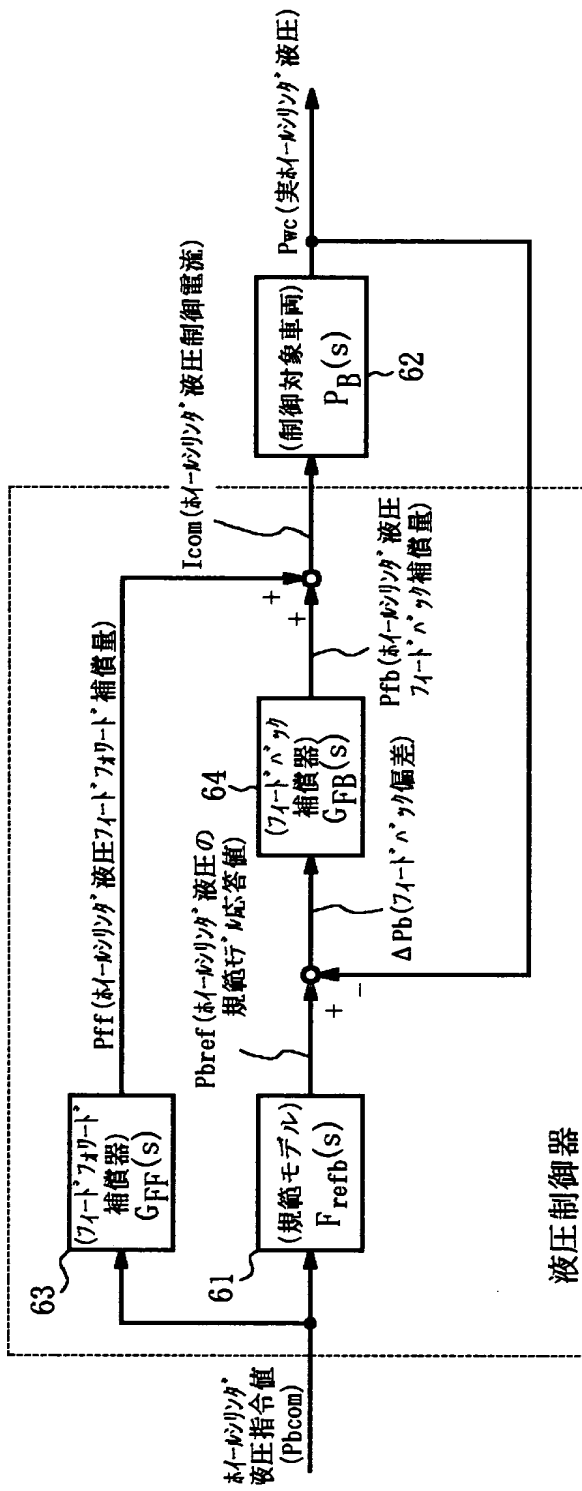 ﾎｲｰﾙｼﾘﾝﾀﾞ
液圧指令値
(Pbcom)
63
(ﾌｨｰﾄﾞﾌｫﾜｰﾄﾞ
補償器)
GFF(s)
61
(規範モデル)
Frefb(s)
Pff(ﾎｲｰﾙｼﾘﾝﾀﾞ液圧ﾌｨｰﾄﾞﾌｫﾜｰﾄﾞ補償量)
Pbref(ﾎｲｰﾙｼﾘﾝﾀﾞ液圧の
規範ﾓﾃﾞﾙ応答値)
+
-
ΔPb(ﾌｨｰﾄﾞﾊﾞｯｸ偏差)
64
(ﾌｨｰﾄﾞﾊﾞｯｸ
補償器)
GFB(s)
Pfb(ﾎｲｰﾙｼﾘﾝﾀﾞ液圧
ﾌｨｰﾄﾞﾊﾞｯｸ補償量)
+
+
Icom(ﾎｲｰﾙｼﾘﾝﾀﾞ液圧制御電流)
(制御対象車両)
PB(s)
62
Pwc(実ﾎｲｰﾙｼﾘﾝﾀﾞ液圧)
液圧制御器